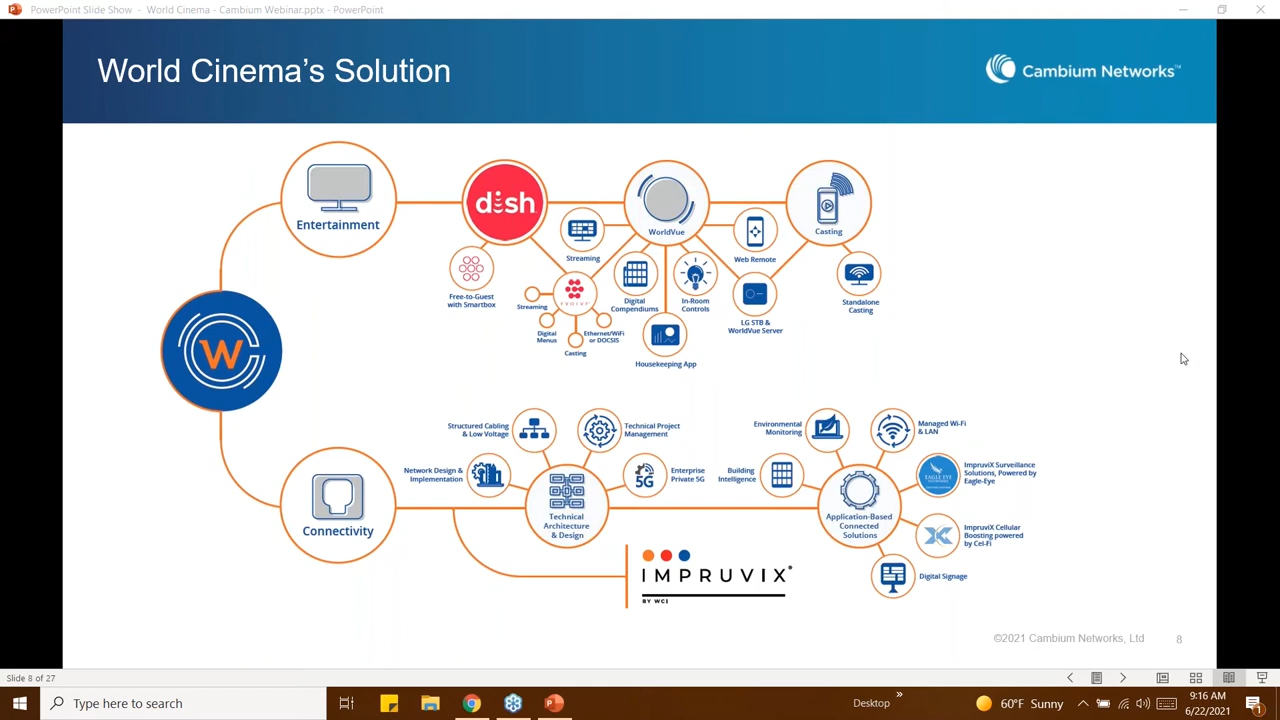 PowerPoint Slide Show - World Cinema - Cambium Webinar.pptx - PowerPoint
World Cinema's Solution
Cambium Networks™
Entertainment
dish
WorldVue
Casting
Streaming
Web Remote
Free-to-Guest
with Smartbox
EVOLVE
Streaming
Digital
Menus
Casting
Ethernet/WiFi
or DOCSIS
Digital
Compendiums
In-Room
Controls
LG STB &
WorldVue Server
Standalone
Casting
Housekeeping App
W
Connectivity
Structured Cabling
& Low Voltage
Technical Project
Management
Network Design &
Implementation
5G
Enterprise
Private 5G
Technical
Architecture
& Design
Environmental
Monitoring
Managed Wi-Fi
& LAN
Building
Intelligence
EAGLE EYE
ImpruviX Surveillance
Solutions, Powered by
Eagle-Eye
Application-Based
Connected
Solutions
ImpruviX Cellular
Boosting powered
by Cel-Fi
Digital Signage
IMPRUVIX®
BY WCI
©2021 Cambium Networks, Ltd
8
Slide 8 of 27
Type here to search
Desktop
»
60°F Sunny
9:16 AM
6/22/2021
1